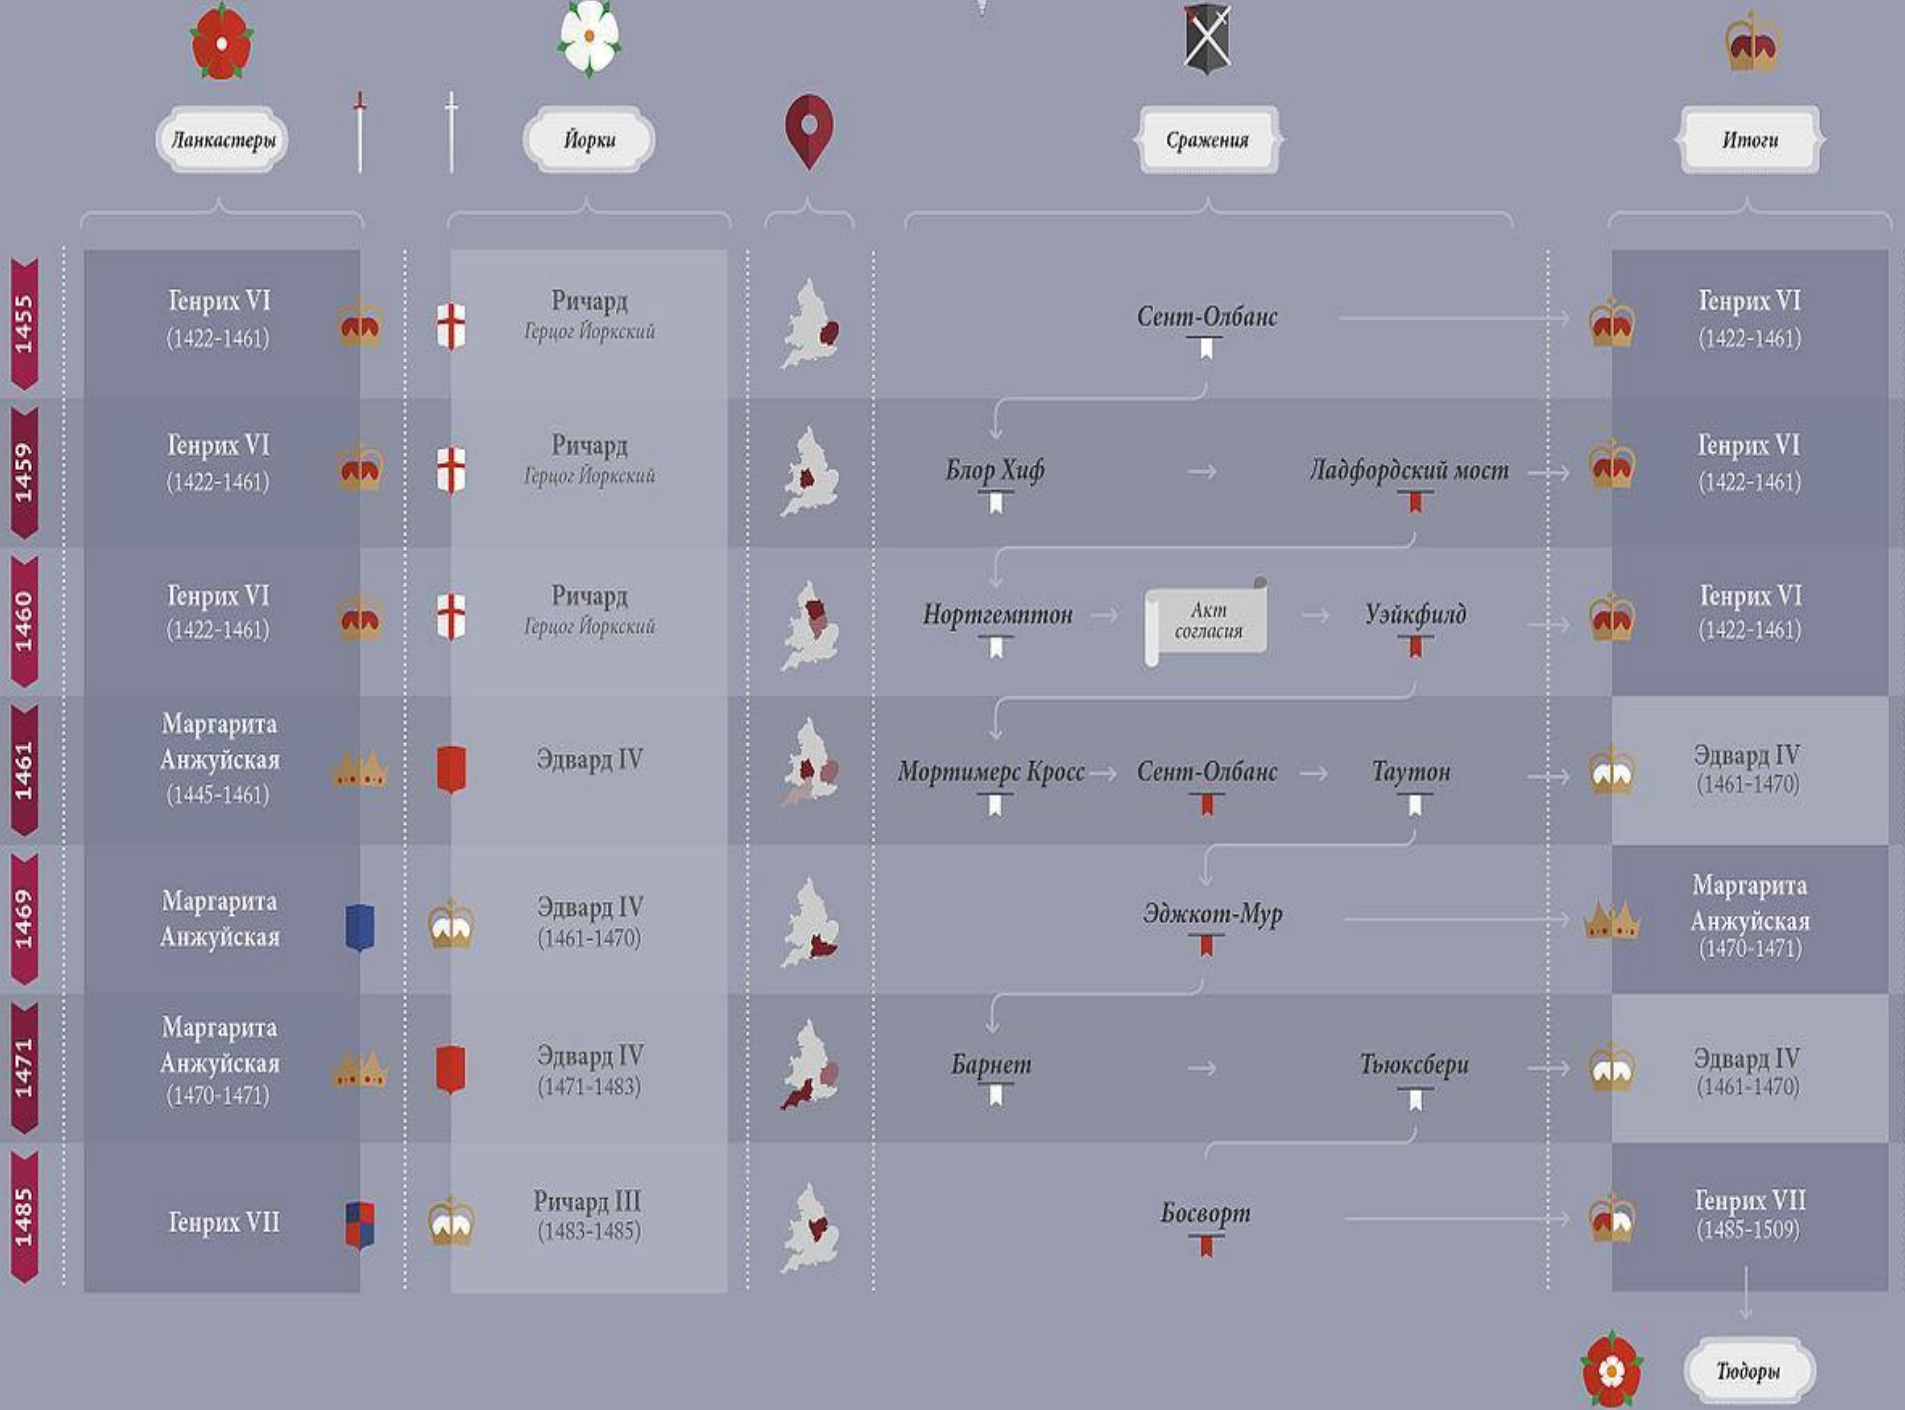 Ланкастеры
Йорки
Сражения
Итоги
1455
Генрих VI
(1422-1461)
Ричард
Герцог Йоркский
Сент-Олбанс
Генрих VI
(1422-1461)
1459
Генрих VI
(1422-1461)
Ричард
Герцог Йоркский
Блор Хиф
Ладфордский мост
Генрих VI
(1422-1461)
1460
Генрих VI
(1422-1461)
Ричард
Герцог Йоркский
Нортгемптон
Акт
согласия
Уэйкфилд
Генрих VI
(1422-1461)
1461
Маргарита
Анжуйская
(1445-1461)
Эдвард IV
Мортимерс Кросс
Сент-Олбанс
Таутон
Эдвард IV
(1461-1470)
1469
Маргарита
Анжуйская
Эдвард IV
(1461-1470)
Эджкот-Мур
Маргарита
Анжуйская
(1470-1471)
1471
Маргарита
Анжуйская
(1470-1471)
Эдвард IV
(1471-1483)
Барнет
Тьюксбери
Эдвард IV
(1461-1470)
1485
Генрих VII
Ричард III
(1483-1485)
Босворт
Генрих VII
(1485-1509)
Тюдоры